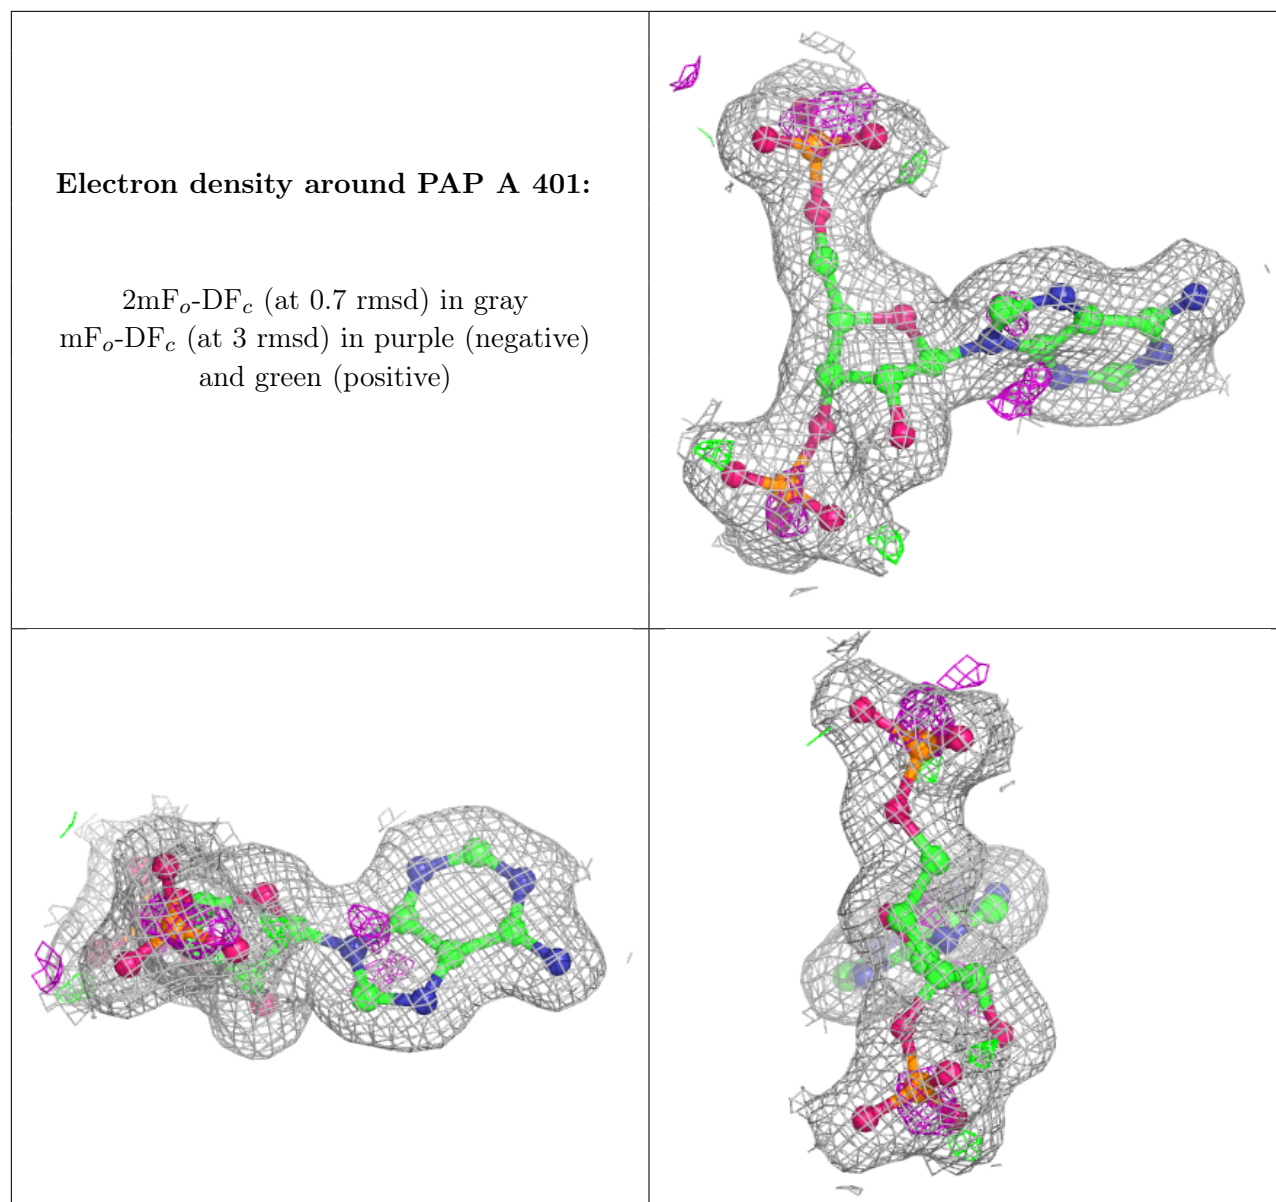 Electron density around PAP A 401:
2mFo-DFc (at 0.7 rmsd) in gray
mFo-DFc (at 3 rmsd) in purple (negative)
and green (positive)